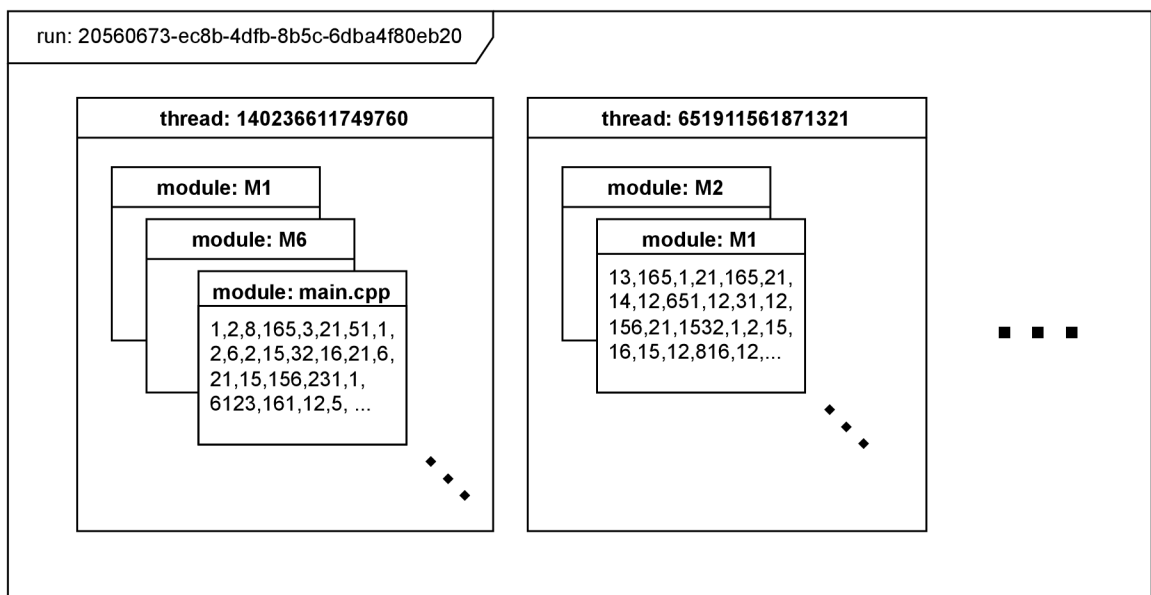 run: 20560673-ec8b-4dfb-8b5c-6dba4f80eb20
thread: 140236611749760
module: M1
module: M6
module: main.cpp
1,2,8,165,3,21,51,1,
2,6,2,15,32,16,21,6,
21,15,156,231,1,
6123,161,12,5, ...
thread: 651911561871321
module: M2
module: M1
13,165,1,21,165,21,
14,12,651,12,31,12,
156,21,1532,1,2,15,
16,15,12,816,12,...